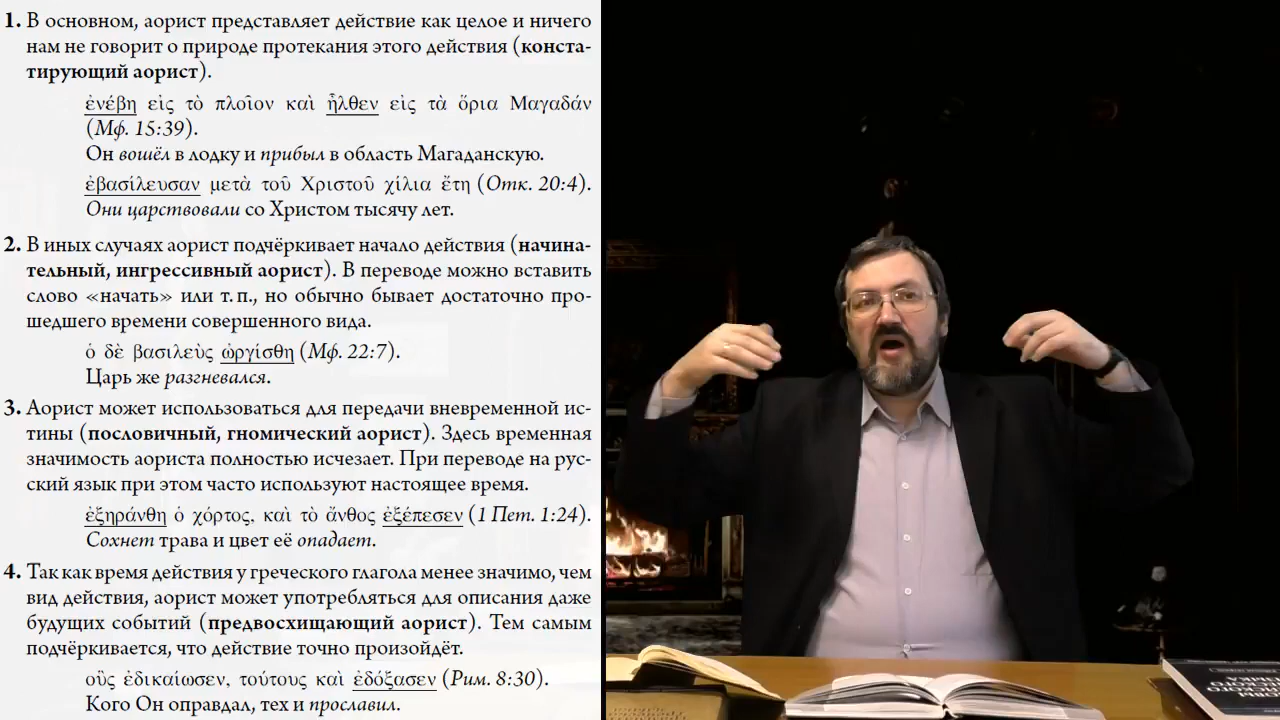 1. В основном, аорист представляет действие как целое и ничего
нам не говорит о природе протекания этого действия (конста-
тирующий аорист).
ἐνέβη εἰς τὸ πλοῖον καὶ ἦλθεν εἰς τὰ ὅρια Μαγαδάν
(Мф. 15:39).
Он вошёл в лодку и прибыл в область Магаданскую.
ἐβασίλευσαν μετὰ τοῦ Χριστοῦ χίλια ἔτη (Отк. 20:4).
Они царствовали со Христом тысячу лет.
2. В иных случаях аорист подчёркивает начало действия (начина-
тельный, ингрессивный аорист). В переводе можно вставить
слово «начать» или т. п., но обычно бывает достаточно про-
шедшего времени совершенного вида.
ὁ δὲ βασιλεὺς ὠργίσθη (Мф. 22:7).
Царь же разгневался.
3. Аорист может использоваться для передачи вневременной ис-
тины (пословичный, гномический аорист). Здесь временная
значимость аориста полностью исчезает. При переводе на рус-
ский язык при этом часто используют настоящее время.
ἐξηράνθη ὁ χόρτος, καὶ τὸ ἄνθος ἐξέπεσεν (1 Пет. 1:24).
Сохнет трава и цвет её опадает.
4. Так как время действия у греческого глагола менее значимо, чем
вид действия, аорист может употребляться для описания даже
будущих событий (предвосхищающий аорист). Тем самым
подчёркивается, что действие точно произойдёт.
οὓς ἐδικαίωσεν, τούτους καὶ ἐδόξασεν (Рим. 8:30).
Кого Он оправдал, тех и прославил.